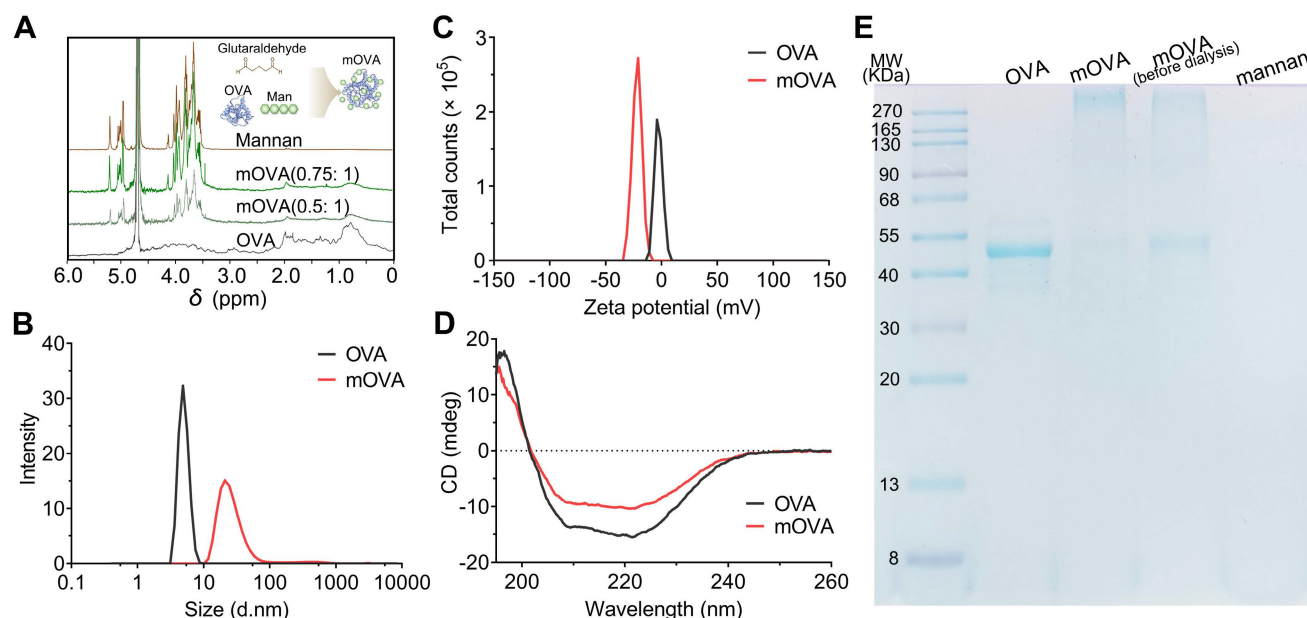 A
Glutaraldehyde
O
O
H
H
mOVA
OVA
Man
Mannan
mOVA(0.75: 1)
mOVA(0.5: 1)
OVA
6.0 5.0 4.0 3.0 2.0 1.0 0
δ (ppm)
B
OVA
mOVA
40
30
20
10
0
Intensity
0.1 1 10 100 1000 10000
Size (d.nm)
C
OVA
mOVA
3
2
1
0
Total counts (× 10⁵)
-150 -100 -50 0 50 100 150
Zeta potential (mV)
D
20
10
0
-10
-20
CD (mdeg)
OVA
mOVA
200 220 240 260
Wavelength (nm)
E
MW
(KDa)
OVA
mOVA
mOVA
(before dialysis)
mannan
270
165
130
90
68
55
40
30
20
13
8